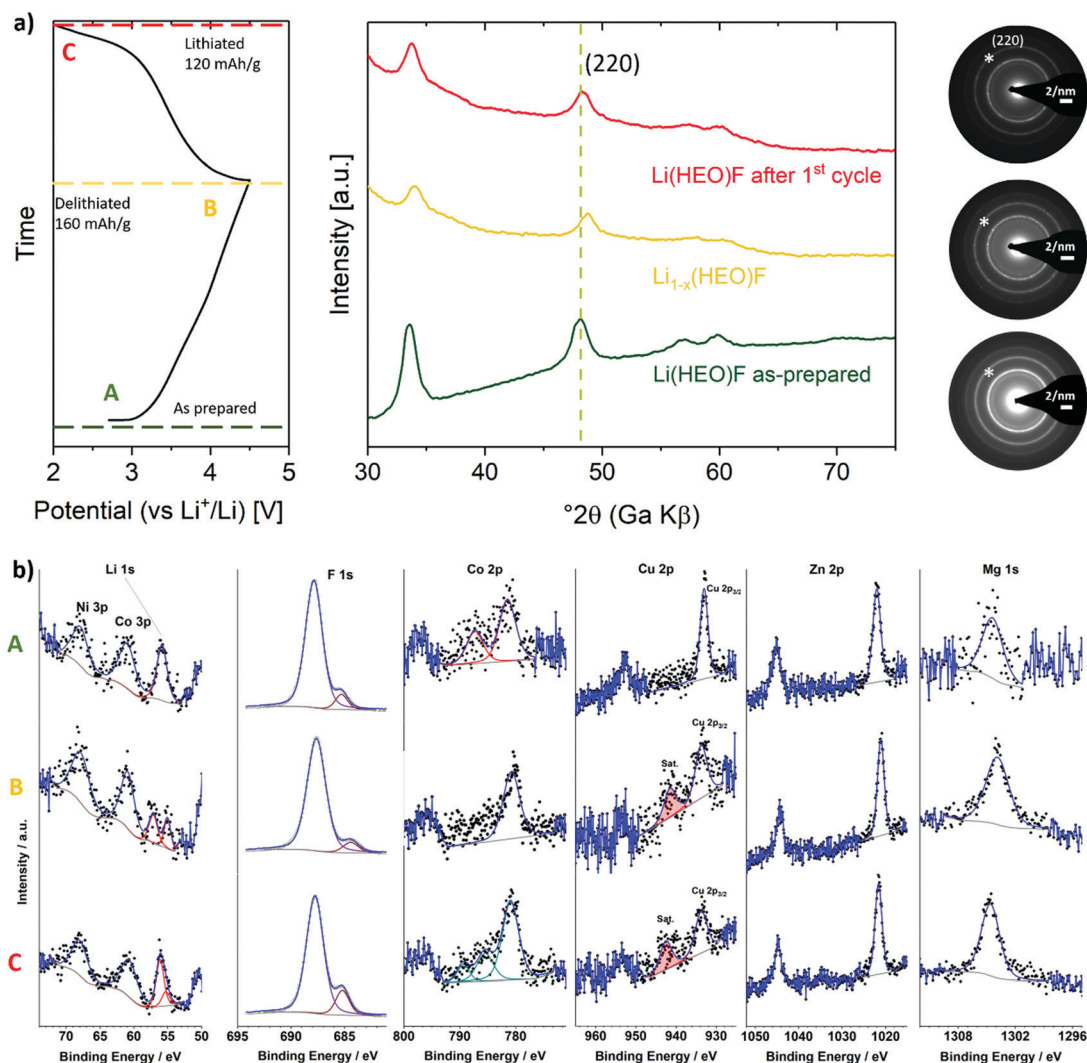 a)
C
Lithiated
120 mAh/g
Delithiated
160 mAh/g
B
A
As prepared
Time
2 3 4 5
Potential (vs Li⁺/Li) [V]
Intensity [a.u.]
(220)
Li(HEO)F after 1ˢᵗ cycle
Li₁₋ₓ(HEO)F
Li(HEO)F as-prepared
30 40 50 60 70
°2θ (Ga Kβ)
(220)
*
2/nm
*
2/nm
*
2/nm
b)
Li 1s
F 1s
Co 2p
Cu 2p
Zn 2p
Mg 1s
A
Ni 3p
Co 3p
Cu 2p₃/₂
B
Sat.
Cu 2p₃/₂
Intensity / a.u.
C
Sat.
Cu 2p₃/₂
70 65 60 55 50
695 690 685
800 790 780
960 950 940 930
1050 1040 1030 1020
1308 1302 1296
Binding Energy / eV
Binding Energy / eV
Binding Energy / eV
Binding Energy / eV
Binding Energy / eV
Binding Energy / eV